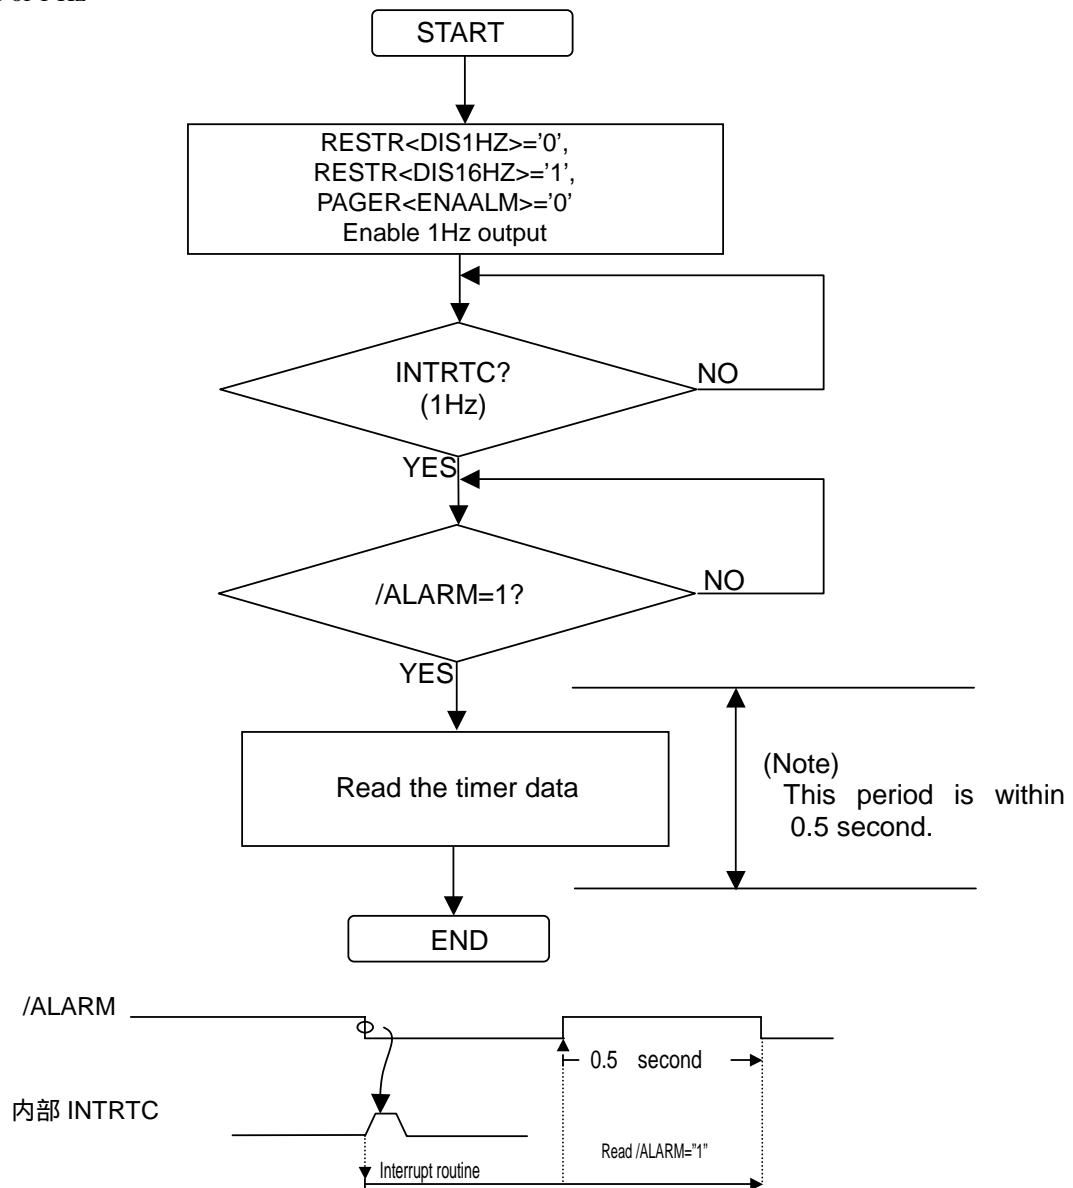 START
RESTR<DIS1HZ>='0',
RESTR<DIS16HZ>='1',
PAGER<ENAALM>='0'
Enable 1Hz output
INTRTC?
(1Hz)
NO
YES
/ALARM=1?
NO
YES
Read the timer data
(Note)
This period is within
0.5 second.
END
/ALARM
0.5 second
内部 INTRTC
Read /ALARM="1"
Interrupt routine